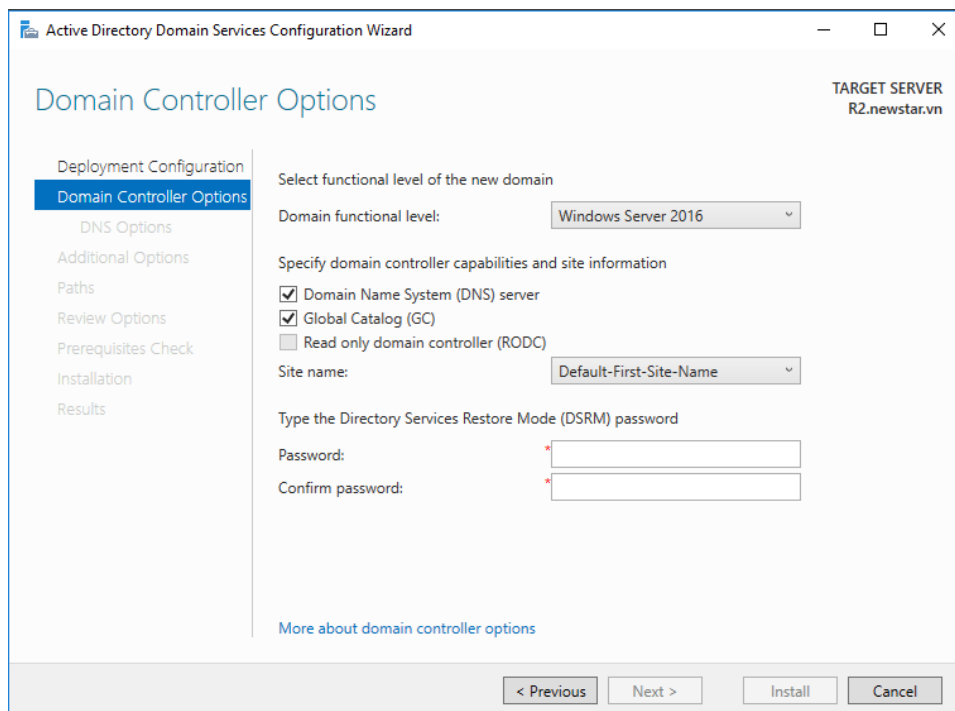 Active Directory Domain Services Configuration Wizard
Domain Controller Options
TARGET SERVER
R2.newstar.vn
Deployment Configuration
Domain Controller Options
DNS Options
Additional Options
Paths
Review Options
Prerequisites Check
Installation
Results
Select functional level of the new domain
Domain functional level: Windows Server 2016
Specify domain controller capabilities and site information
Domain Name System (DNS) server
Global Catalog (GC)
Read only domain controller (RODC)
Site name: Default-First-Site-Name
Type the Directory Services Restore Mode (DSRM) password
Password: *
Confirm password: *
More about domain controller options
< Previous Next > Install Cancel